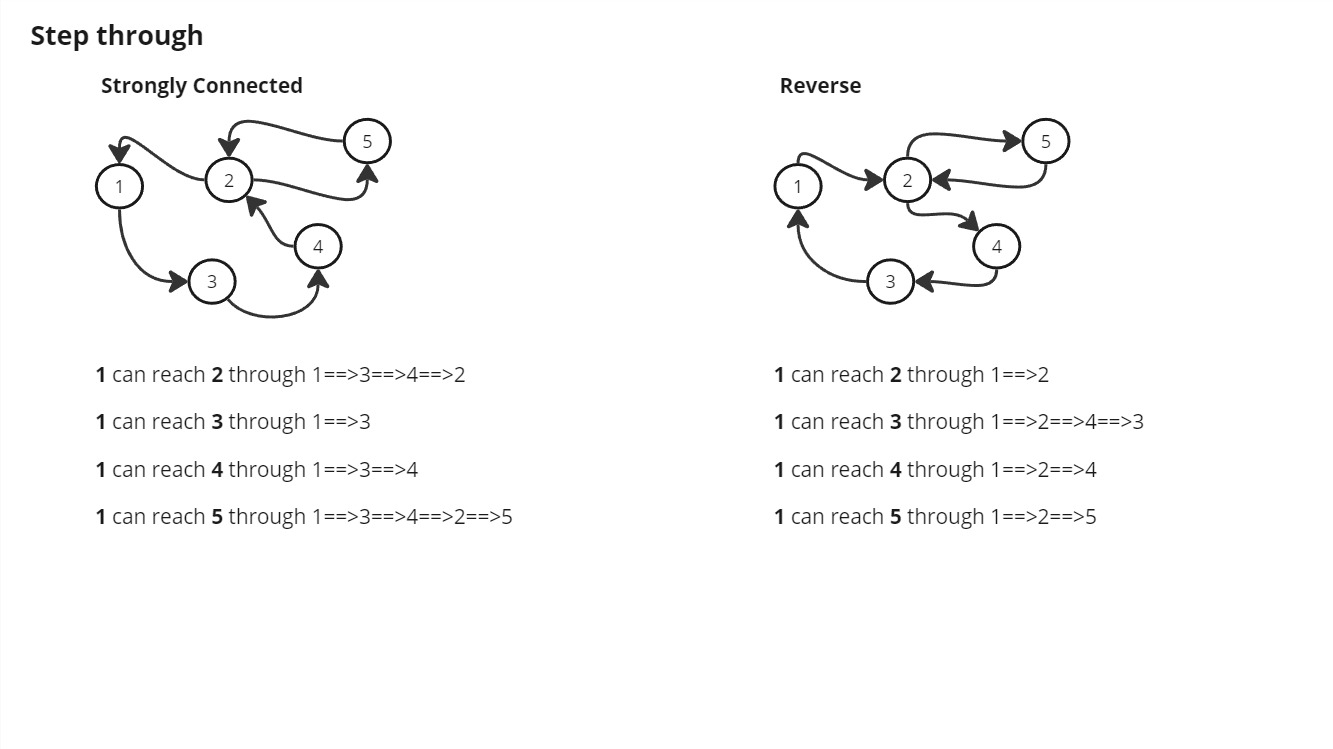 Step through
Strongly Connected
5
1
2
4
3
1 can reach 2 through 1==>3==>4==>2
1 can reach 3 through 1==>3
1 can reach 4 through 1==>3==>4
1 can reach 5 through 1==>3==>4==>2==>5
Reverse
5
1
2
4
3
1 can reach 2 through 1==>2
1 can reach 3 through 1==>2==>4==>3
1 can reach 4 through 1==>2==>4
1 can reach 5 through 1==>2==>5